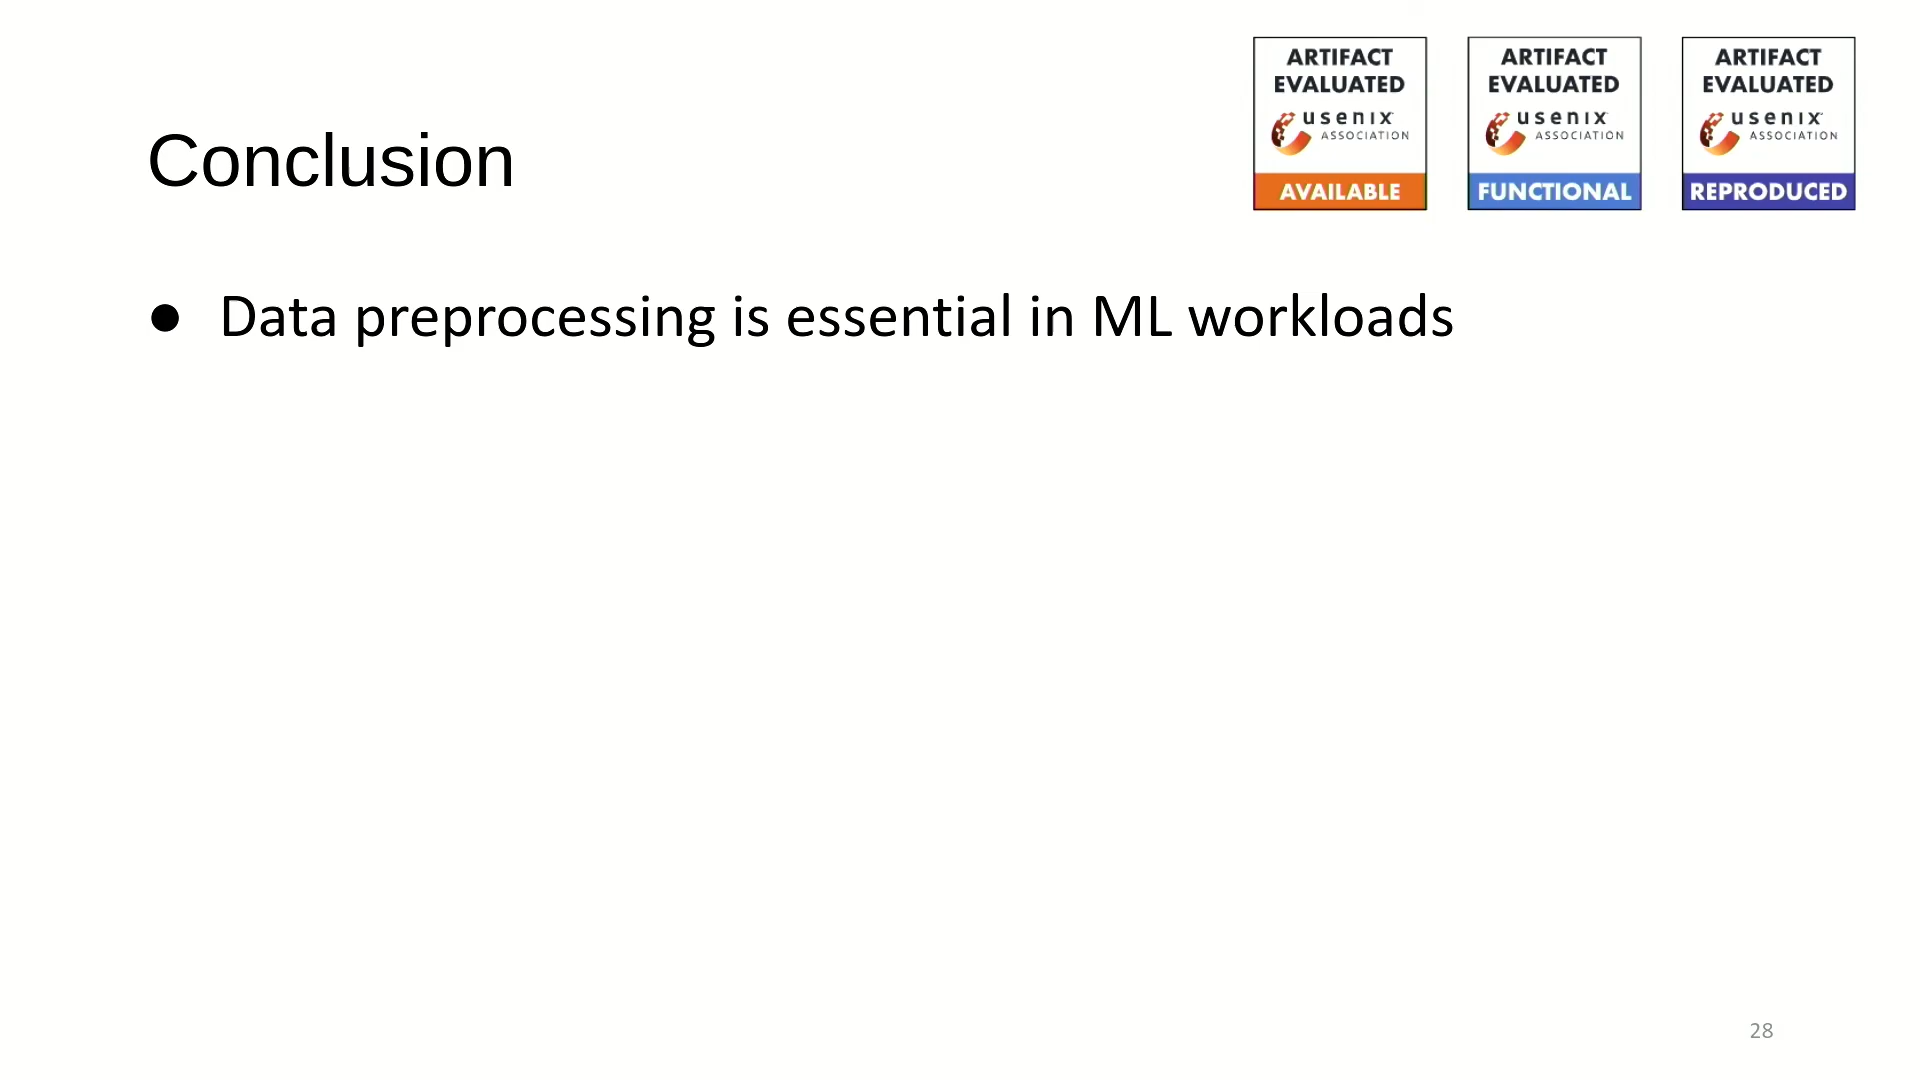 ARTIFACT EVALUATED
usenix ASSOCIATION
AVAILABLE
ARTIFACT EVALUATED
usenix ASSOCIATION
FUNCTIONAL
ARTIFACT EVALUATED
usenix ASSOCIATION
REPRODUCED
Conclusion
● Data preprocessing is essential in ML workloads
28